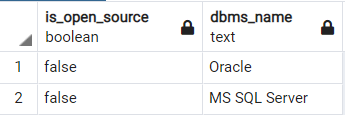 is_open_source dbms_name
boolean text
1 false Oracle
2 false MS SQL Server